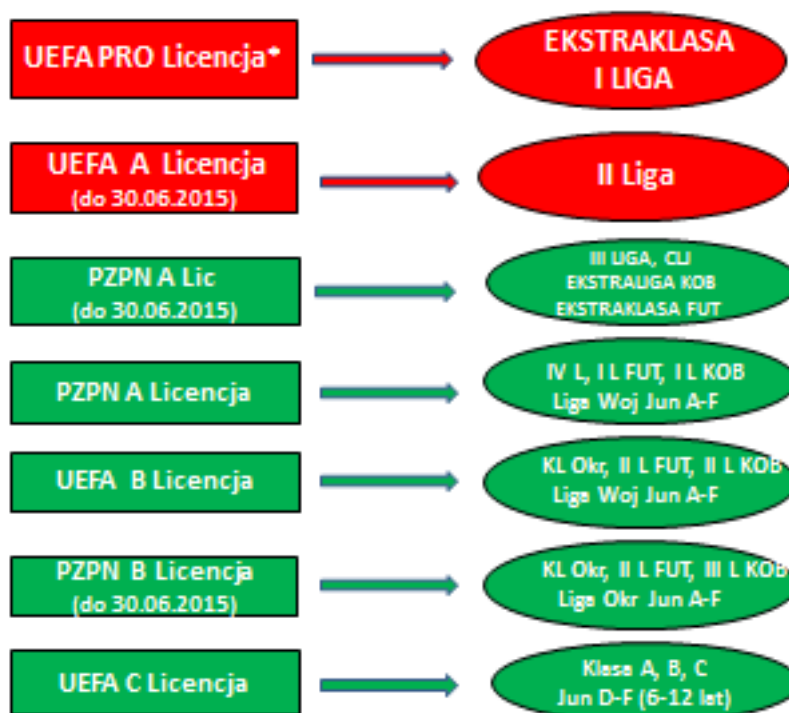 UEFA PRO Licencja*
EKSTRAKLASA
I LIGA
UEFA A Licencja
(do 30.06.2015)
II Liga
PZPN A Lic
(do 30.06.2015)
III LIGA, CLJ
EKSTRALIGA KOB
EKSTRAKLASA FUT
PZPN A Licencja
IV L, I L FUT, I L KOB
Liga Woj Jun A-F
UEFA B Licencja
KL Okr, II L FUT, II L KOB
Liga Woj Jun A-F
PZPN B Licencja
(do 30.06.2015)
KL Okr, II L FUT, III L KOB
Liga Okr Jun A-F
UEFA C Licencja
Klasa A, B, C
Jun D-F (6-12 lat)